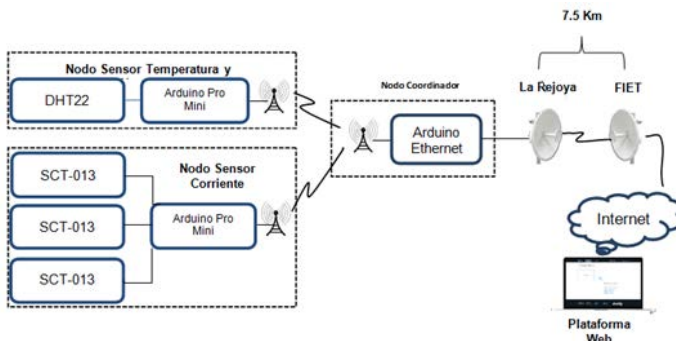 7.5 Km
Nodo Sensor Temperatura y
DHT22
Arduino Pro
Mini
Nodo Coordinador
Arduino
Ethernet
La Rejoya
FIET
Nodo Sensor
Corriente
SCT-013
SCT-013
SCT-013
Arduino Pro
Mini
Internet
Plataforma
Web